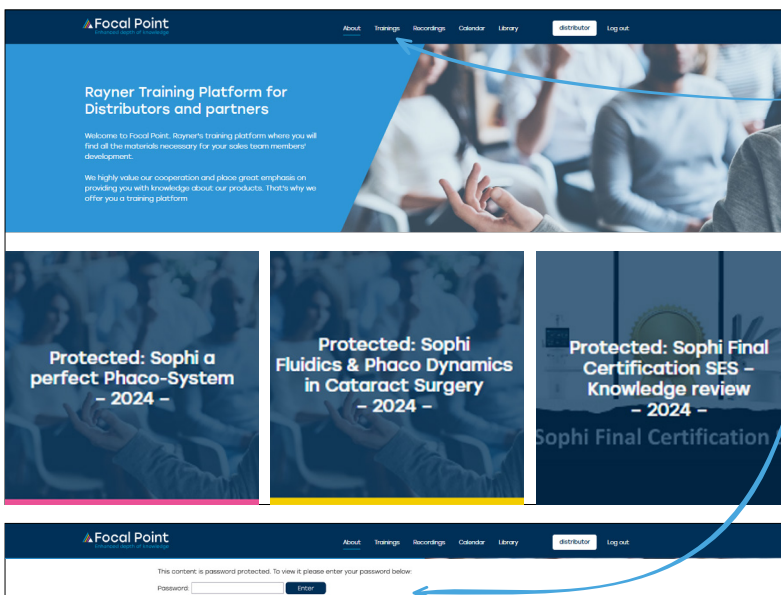 Focal Point
Enhanced depth of knowledge
About Trainings Recordings Calendar Library distributor Log out
Rayner Training Platform for
Distributors and partners
Welcome to Focal Point. Rayner's training platform where you will
find all the materials necessary for your sales team members'
development.
We highly value our cooperation and place great emphasis on
providing you with knowledge about our products. That's why we
offer you a training platform
Protected: Sophi a
perfect Phaco-System
– 2024 –
Protected: Sophi
Fluidics & Phaco Dynamics
in Cataract Surgery
– 2024 –
Protected: Sophi Final
Certification SES –
Knowledge review
– 2024 –
Sophi Final Certification
Focal Point
Enhanced depth of knowledge
About Trainings Recordings Calendar Library distributor Log out
This content is password protected. To view it please enter your password below:
Password: Enter